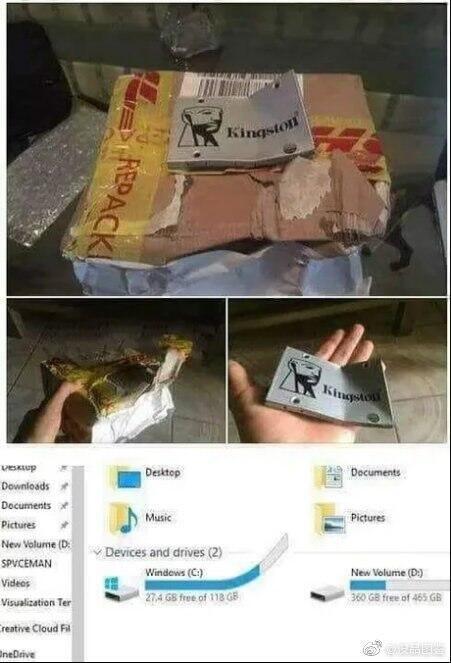 REPACK
Kingston
Kingston
Desktop
Downloads
Documents
Pictures
New Volume (D:
SPVCEMAN
Videos
Visualization Ter
reative Cloud Fil
OneDrive
Desktop
Documents
Music
Pictures
Devices and drives (2)
Windows (C:)
27,4 GB free of 118 GB
New Volume (D:)
360 GB free of 465 GB